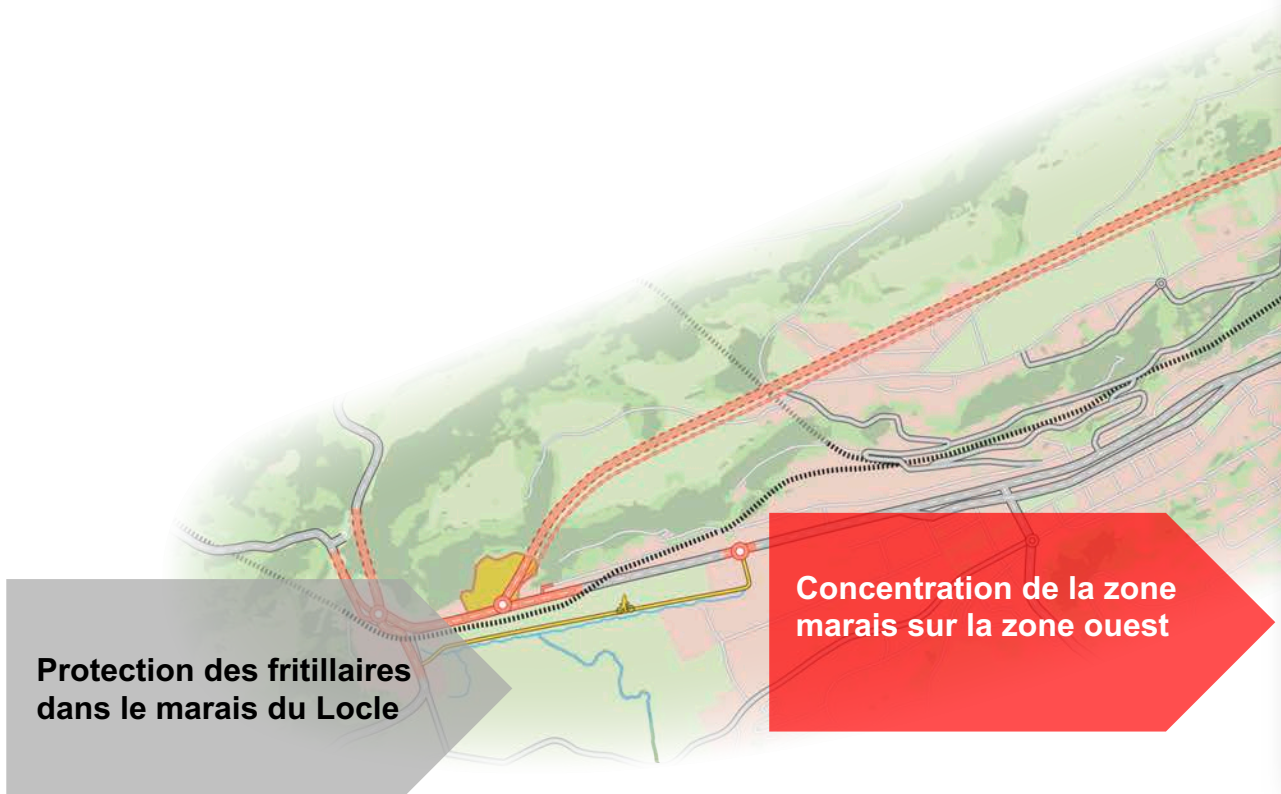 Concentration de la zone
marais sur la zone ouest
Protection des fritillaires
dans le marais du Locle